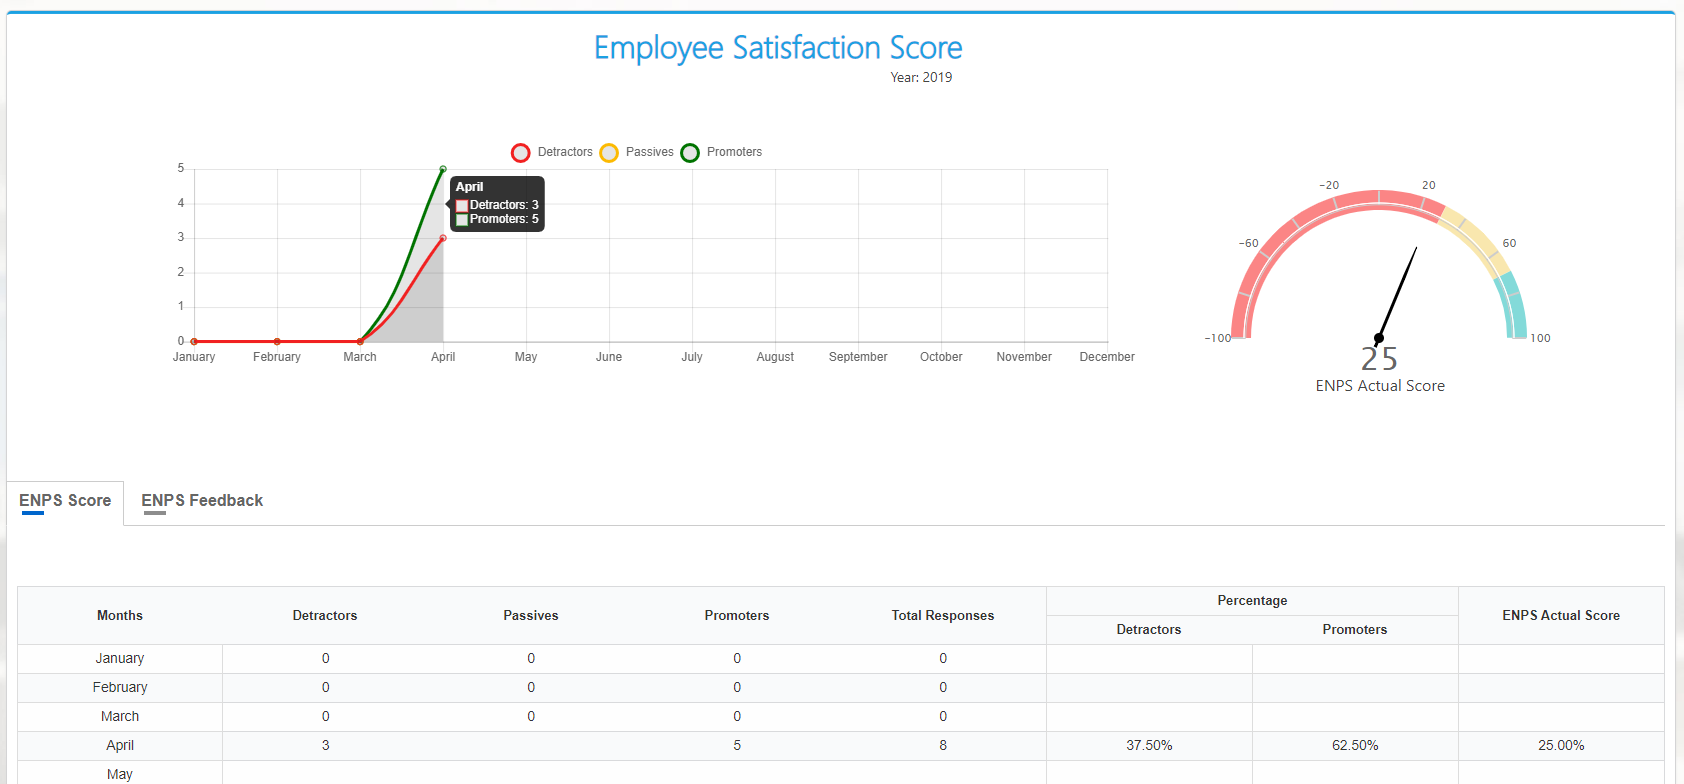 Employee Satisfaction Score
Year: 2019
Detractors Passives Promoters
5
4
3
2
1
0
April
Detractors: 3
Promoters: 5
January February March April May June July August September October November December
-100
-60
-20
20
60
100
25
ENPS Actual Score
ENPS Score ENPS Feedback
Months Detractors Passives Promoters Total Responses Percentage ENPS Actual Score
Detractors Promoters
January 0 0 0 0
February 0 0 0 0
March 0 0 0 0
April 3 5 8 37.50% 62.50% 25.00%
May